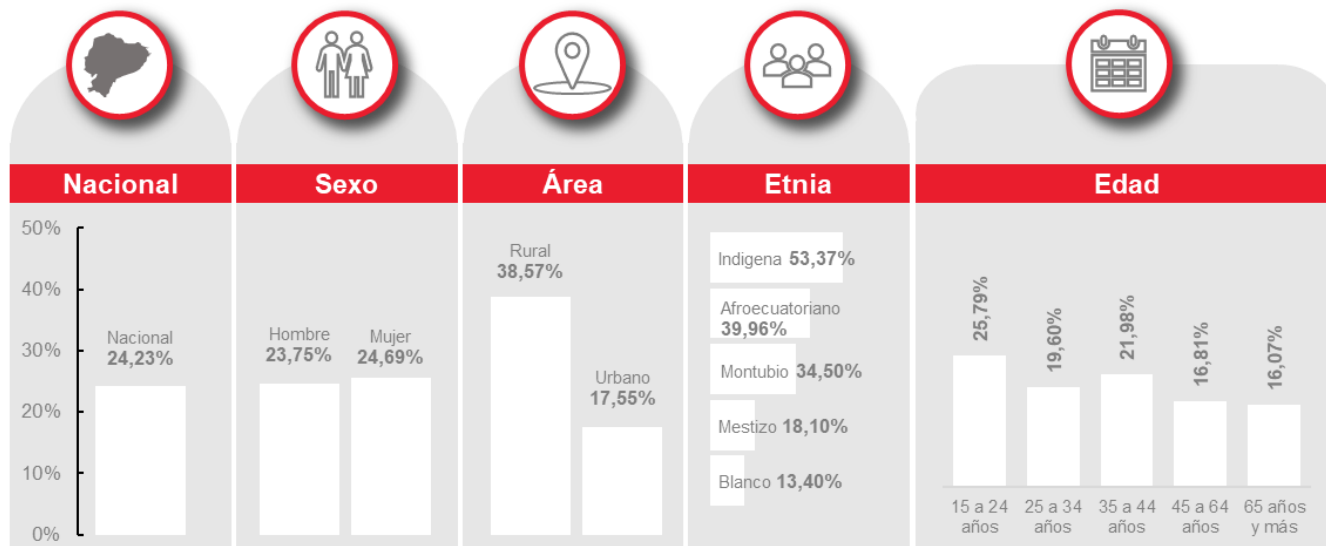 Nacional
Sexo
Área
Etnia
Edad
50%
40%
30%
20%
10%
0%
Nacional
24,23%
Hombre
23,75%
Mujer
24,69%
Rural
38,57%
Urbano
17,55%
Indigena 53,37%
Afroecuatoriano
39,96%
Montubio 34,50%
Mestizo 18,10%
Blanco 13,40%
25,79%
19,60%
21,98%
16,81%
16,07%
15 a 24
años
25 a 34
años
35 a 44
años
45 a 64
años
65 años
y más